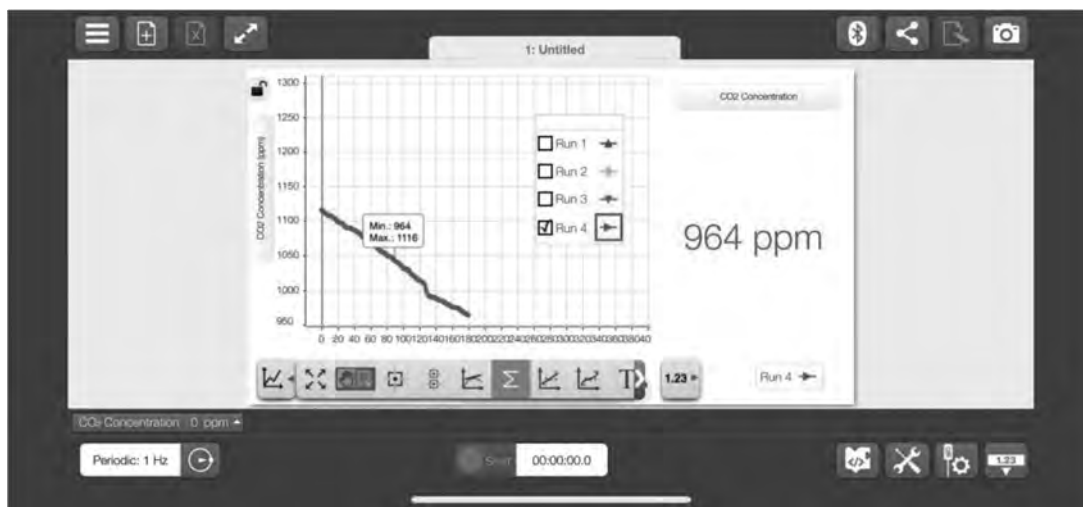 1: Untitled
CO2 Concentration (ppm)
1300
1250
1200
1150
1100
1050
1000
950
Min.: 964
Max.: 1116
Run 1
Run 2
Run 3
Run 4
0 20 40 60 80 100120140160180200220240260280300320340360380 40
CO2 Concentration
964 ppm
Σ
T
1.23
Run 4
CO₂ Concentration 0 ppm
Periodic: 1 Hz
Start
00:00:00.0
1.23